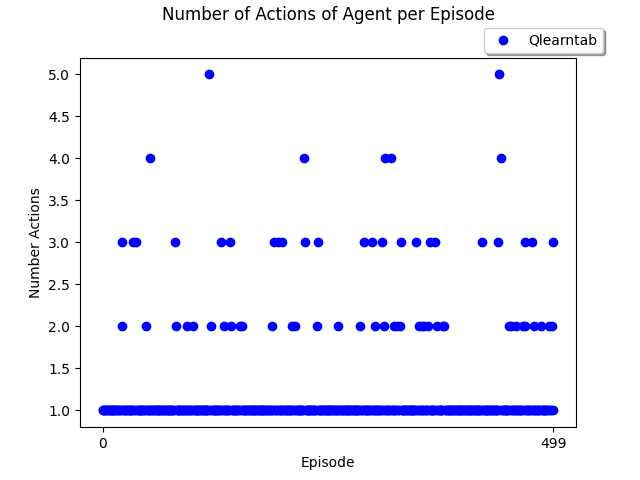 Number of Actions of Agent per Episode
Qlearntab
5.0
4.5
4.0
3.5
3.0
2.5
2.0
1.5
1.0
Number Actions
0
499
Episode